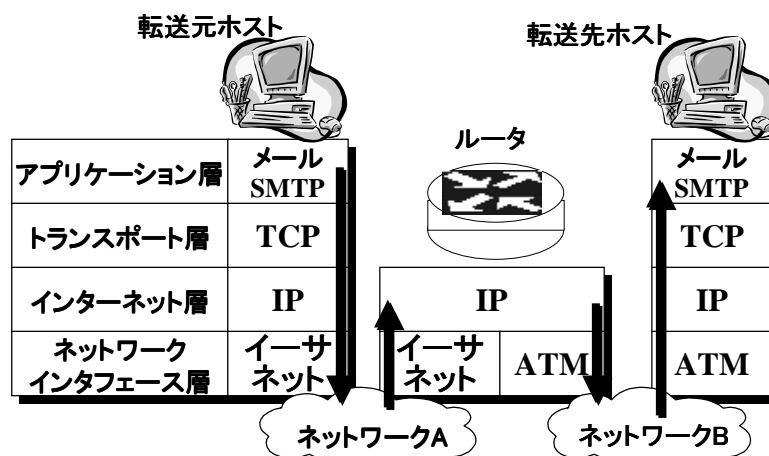 転送元ホスト
転送先ホスト
ルータ
アプリケーション層
メール
SMTP
メール
SMTP
トランスポート層
TCP
TCP
インターネット層
IP
IP
IP
ネットワーク
インタフェース層
イーサ
ネット
イーサ
ネット
ATM
ATM
ネットワークA
ネットワークB